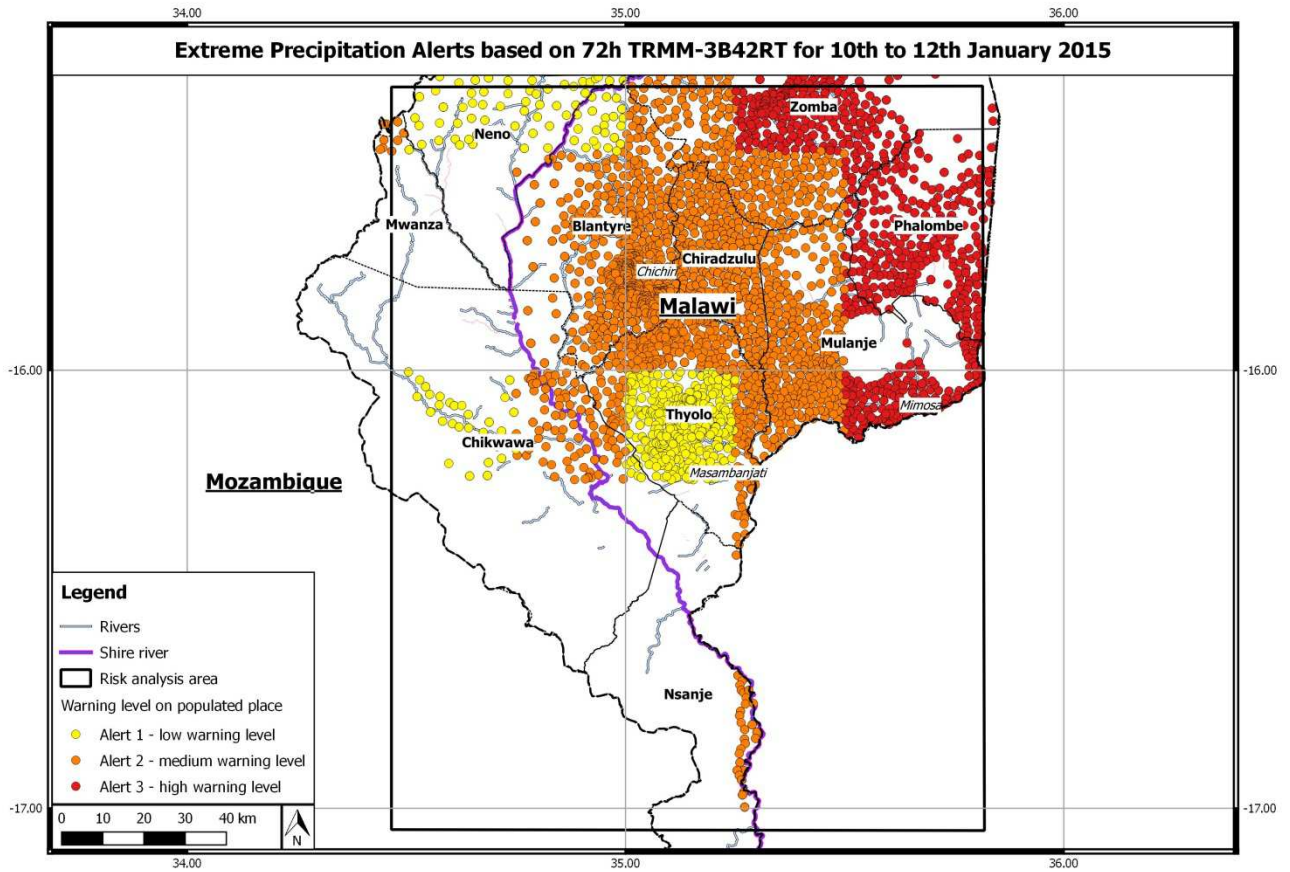 34.00 35.00 36.00
Extreme Precipitation Alerts based on 72h TRMM-3B42RT for 10th to 12th January 2015
Zomba
Neno
Mwanza
Blantyre
Phalombe
Chiradzulu
Chichiri
Malawi
Mulanje
-16.00 -16.00
Mimosa
Thyolo
Chikwawa
Masambanjati
Mozambique
Legend
Rivers
Shire river
Risk analysis area
Warning level on populated place
Alert 1 - low warning level
Alert 2 - medium warning level
Alert 3 - high warning level
Nsanje
-17.00 -17.00
0 10 20 30 40 km
N
34.00 35.00 36.00